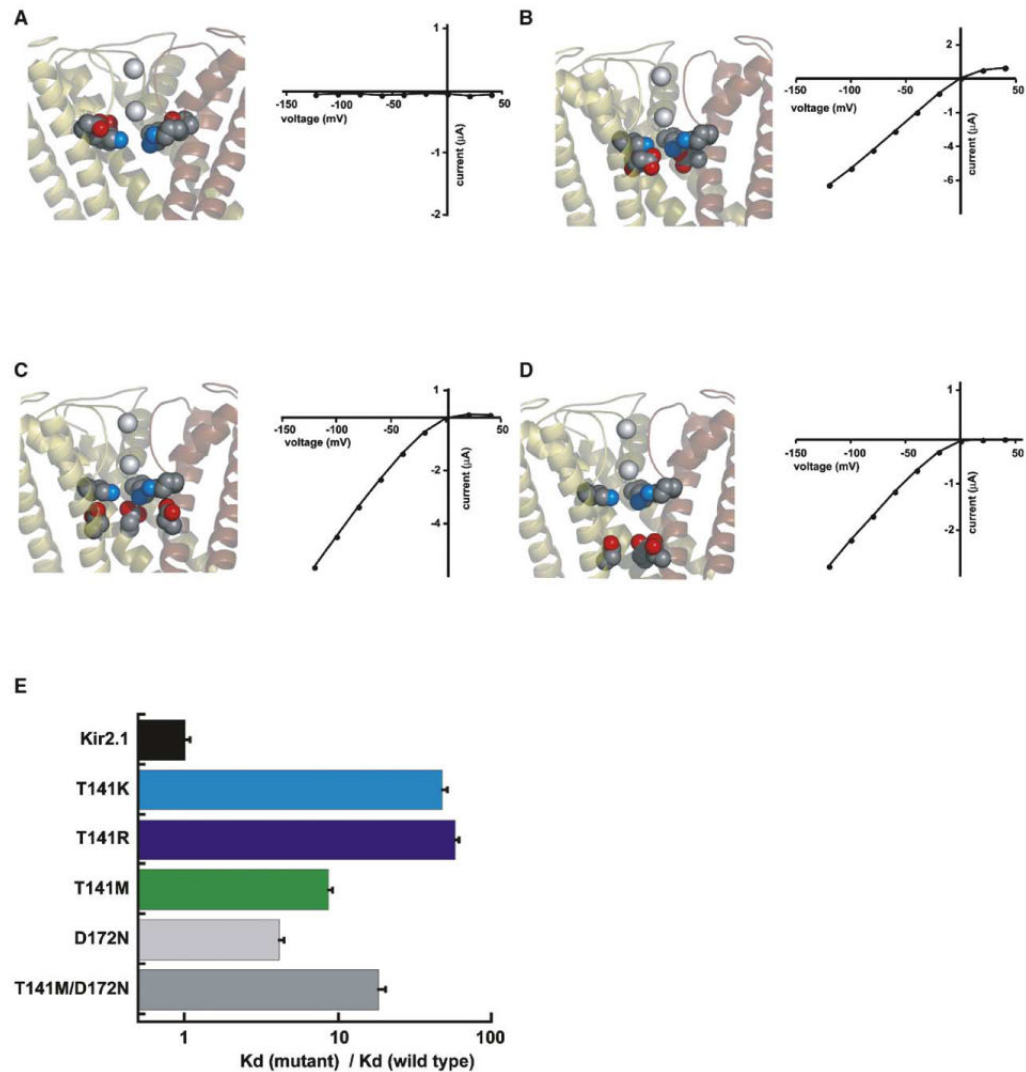 A
1
-150 -100 -50 50
voltage (mV)
-1
-2
current (µA)
B
2
-150 -100 -50 50
voltage (mV)
-1
-4
-6
current (µA)
C
1
-150 -100 -50 50
voltage (mV)
-2
-4
current (µA)
D
1
-150 -100 -50 50
voltage (mV)
-1
-2
current (µA)
E
Kir2.1
T141K
T141R
T141M
D172N
T141M/D172N
1 10 100
Kd (mutant) / Kd (wild type)